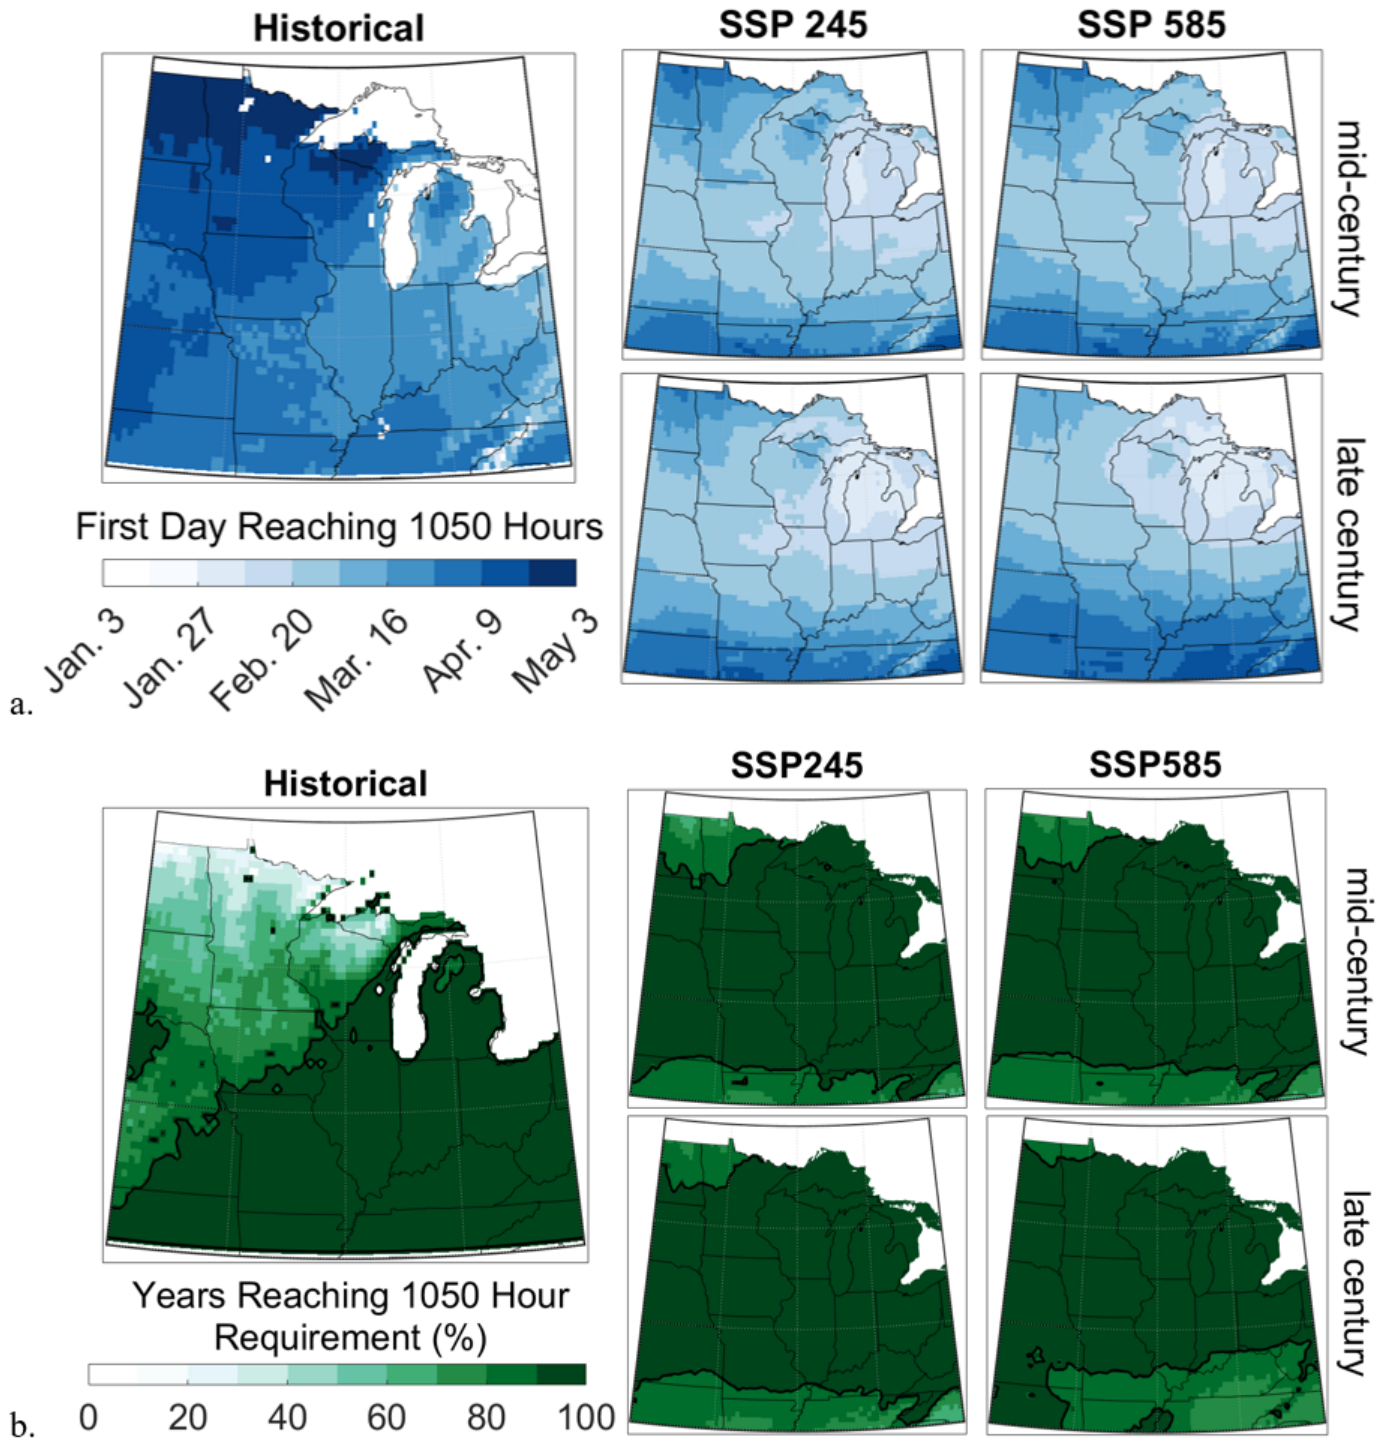 Historical
SSP 245
SSP 585
mid-century
late century
First Day Reaching 1050 Hours
Jan. 3
Jan. 27
Feb. 20
Mar. 16
Apr. 9
May 3
a.
Historical
SSP245
SSP585
mid-century
late century
Years Reaching 1050 Hour
Requirement (%)
0 20 40 60 80 100
b.